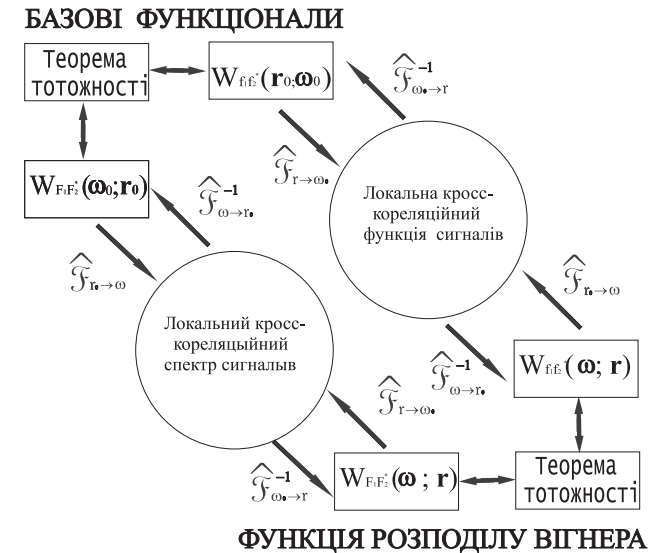 БАЗОВІ ФУНКЦІОНАЛИ
Теорема
тотожності
W f₁f₂* (r₀;ω₀)
F̂⁻¹ ω₀→r
F̂ r→ω₀
W F₁F₂* (ω₀;r₀)
F̂⁻¹ ω→r₀
F̂ r₀→ω
Локальна кросс-
кореляційний
функція сигналів
Локальний кросс-
кореляцыйний
спектр сигналыв
F̂ r₀→ω
F̂⁻¹ ω→r₀
W f₁f₂* (ω; r)
F̂ r→ω₀
F̂⁻¹ ω₀→r
W F₁F₂* (ω ; r)
Теорема
тотожності
ФУНКЦІЯ РОЗПОДІЛУ ВІГНЕРА